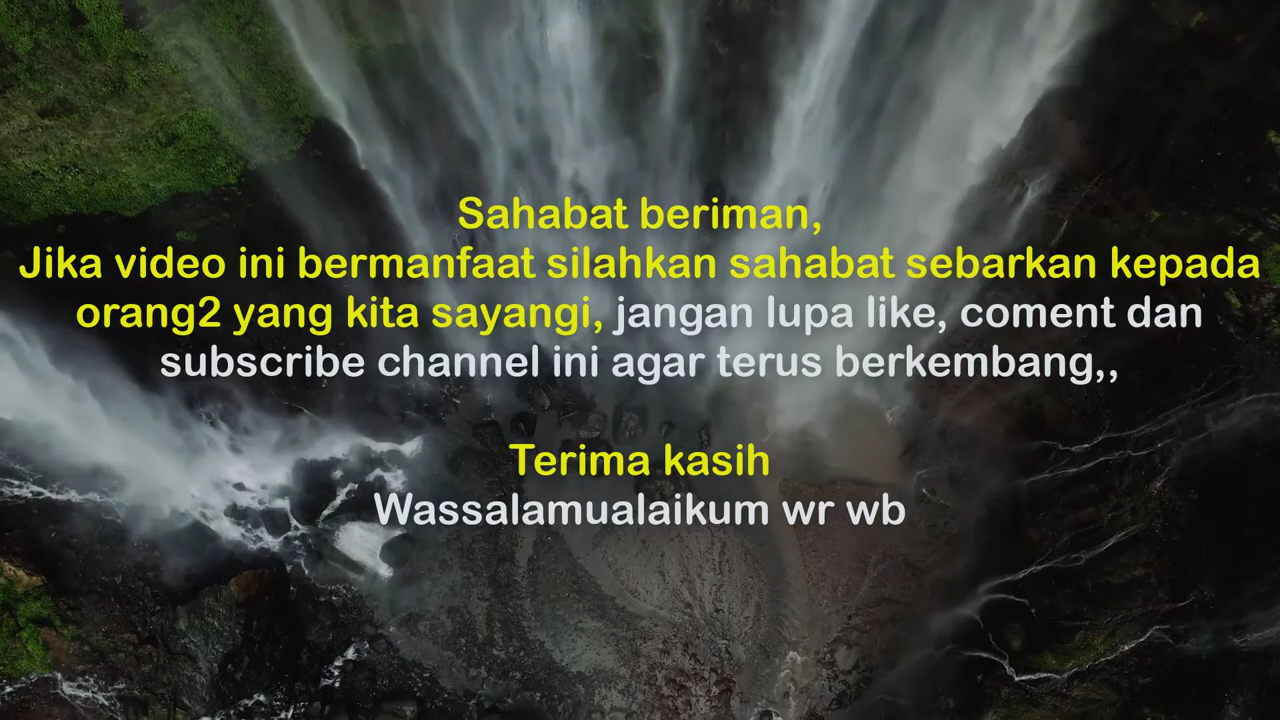 Sahabat beriman,
Jika video ini bermanfaat silahkan sahabat sebarkan kepada
orang2 yang kita sayangi, jangan lupa like, coment dan
subscribe channel ini agar terus berkembang,,
Terima kasih
Wassalamualaikum wr wb